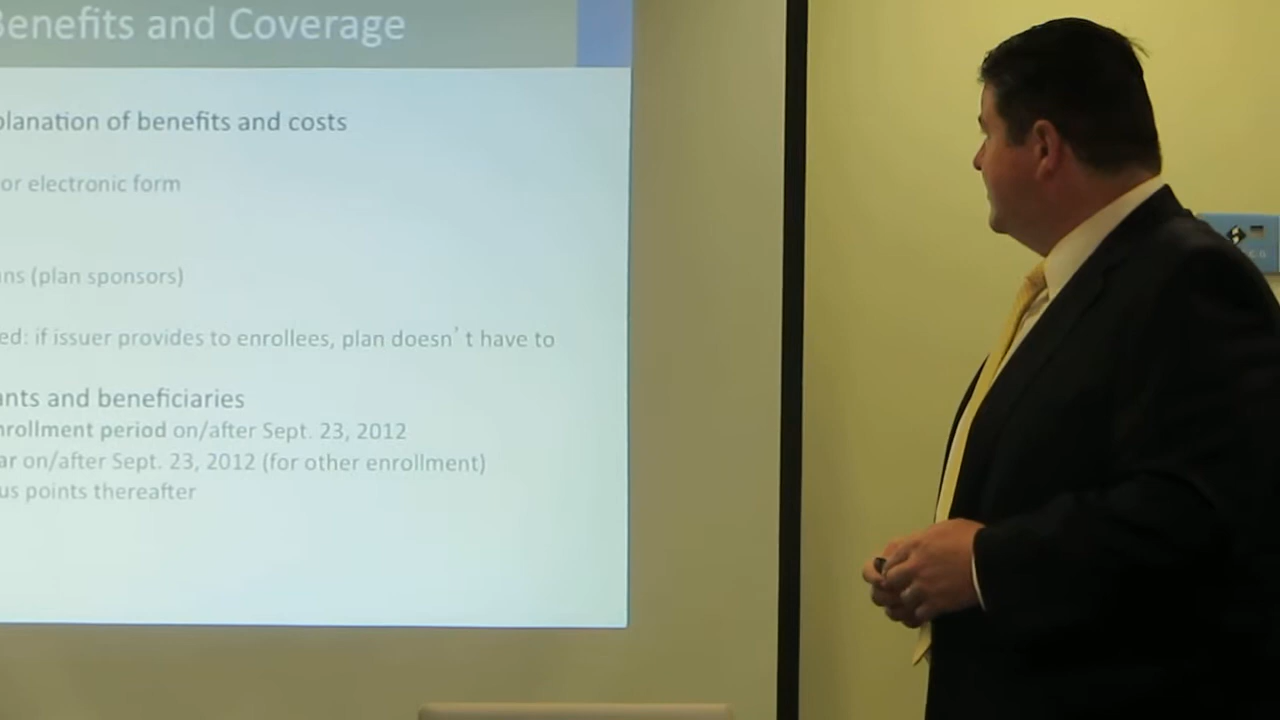 Benefits and Coverage
planation of benefits and costs
or electronic form
ns (plan sponsors)
ed: if issuer provides to enrollees, plan doesn't have to
nts and beneficiaries
nrollment period on/after Sept. 23, 2012
ar on/after Sept. 23, 2012 (for other enrollment)
us points thereafter